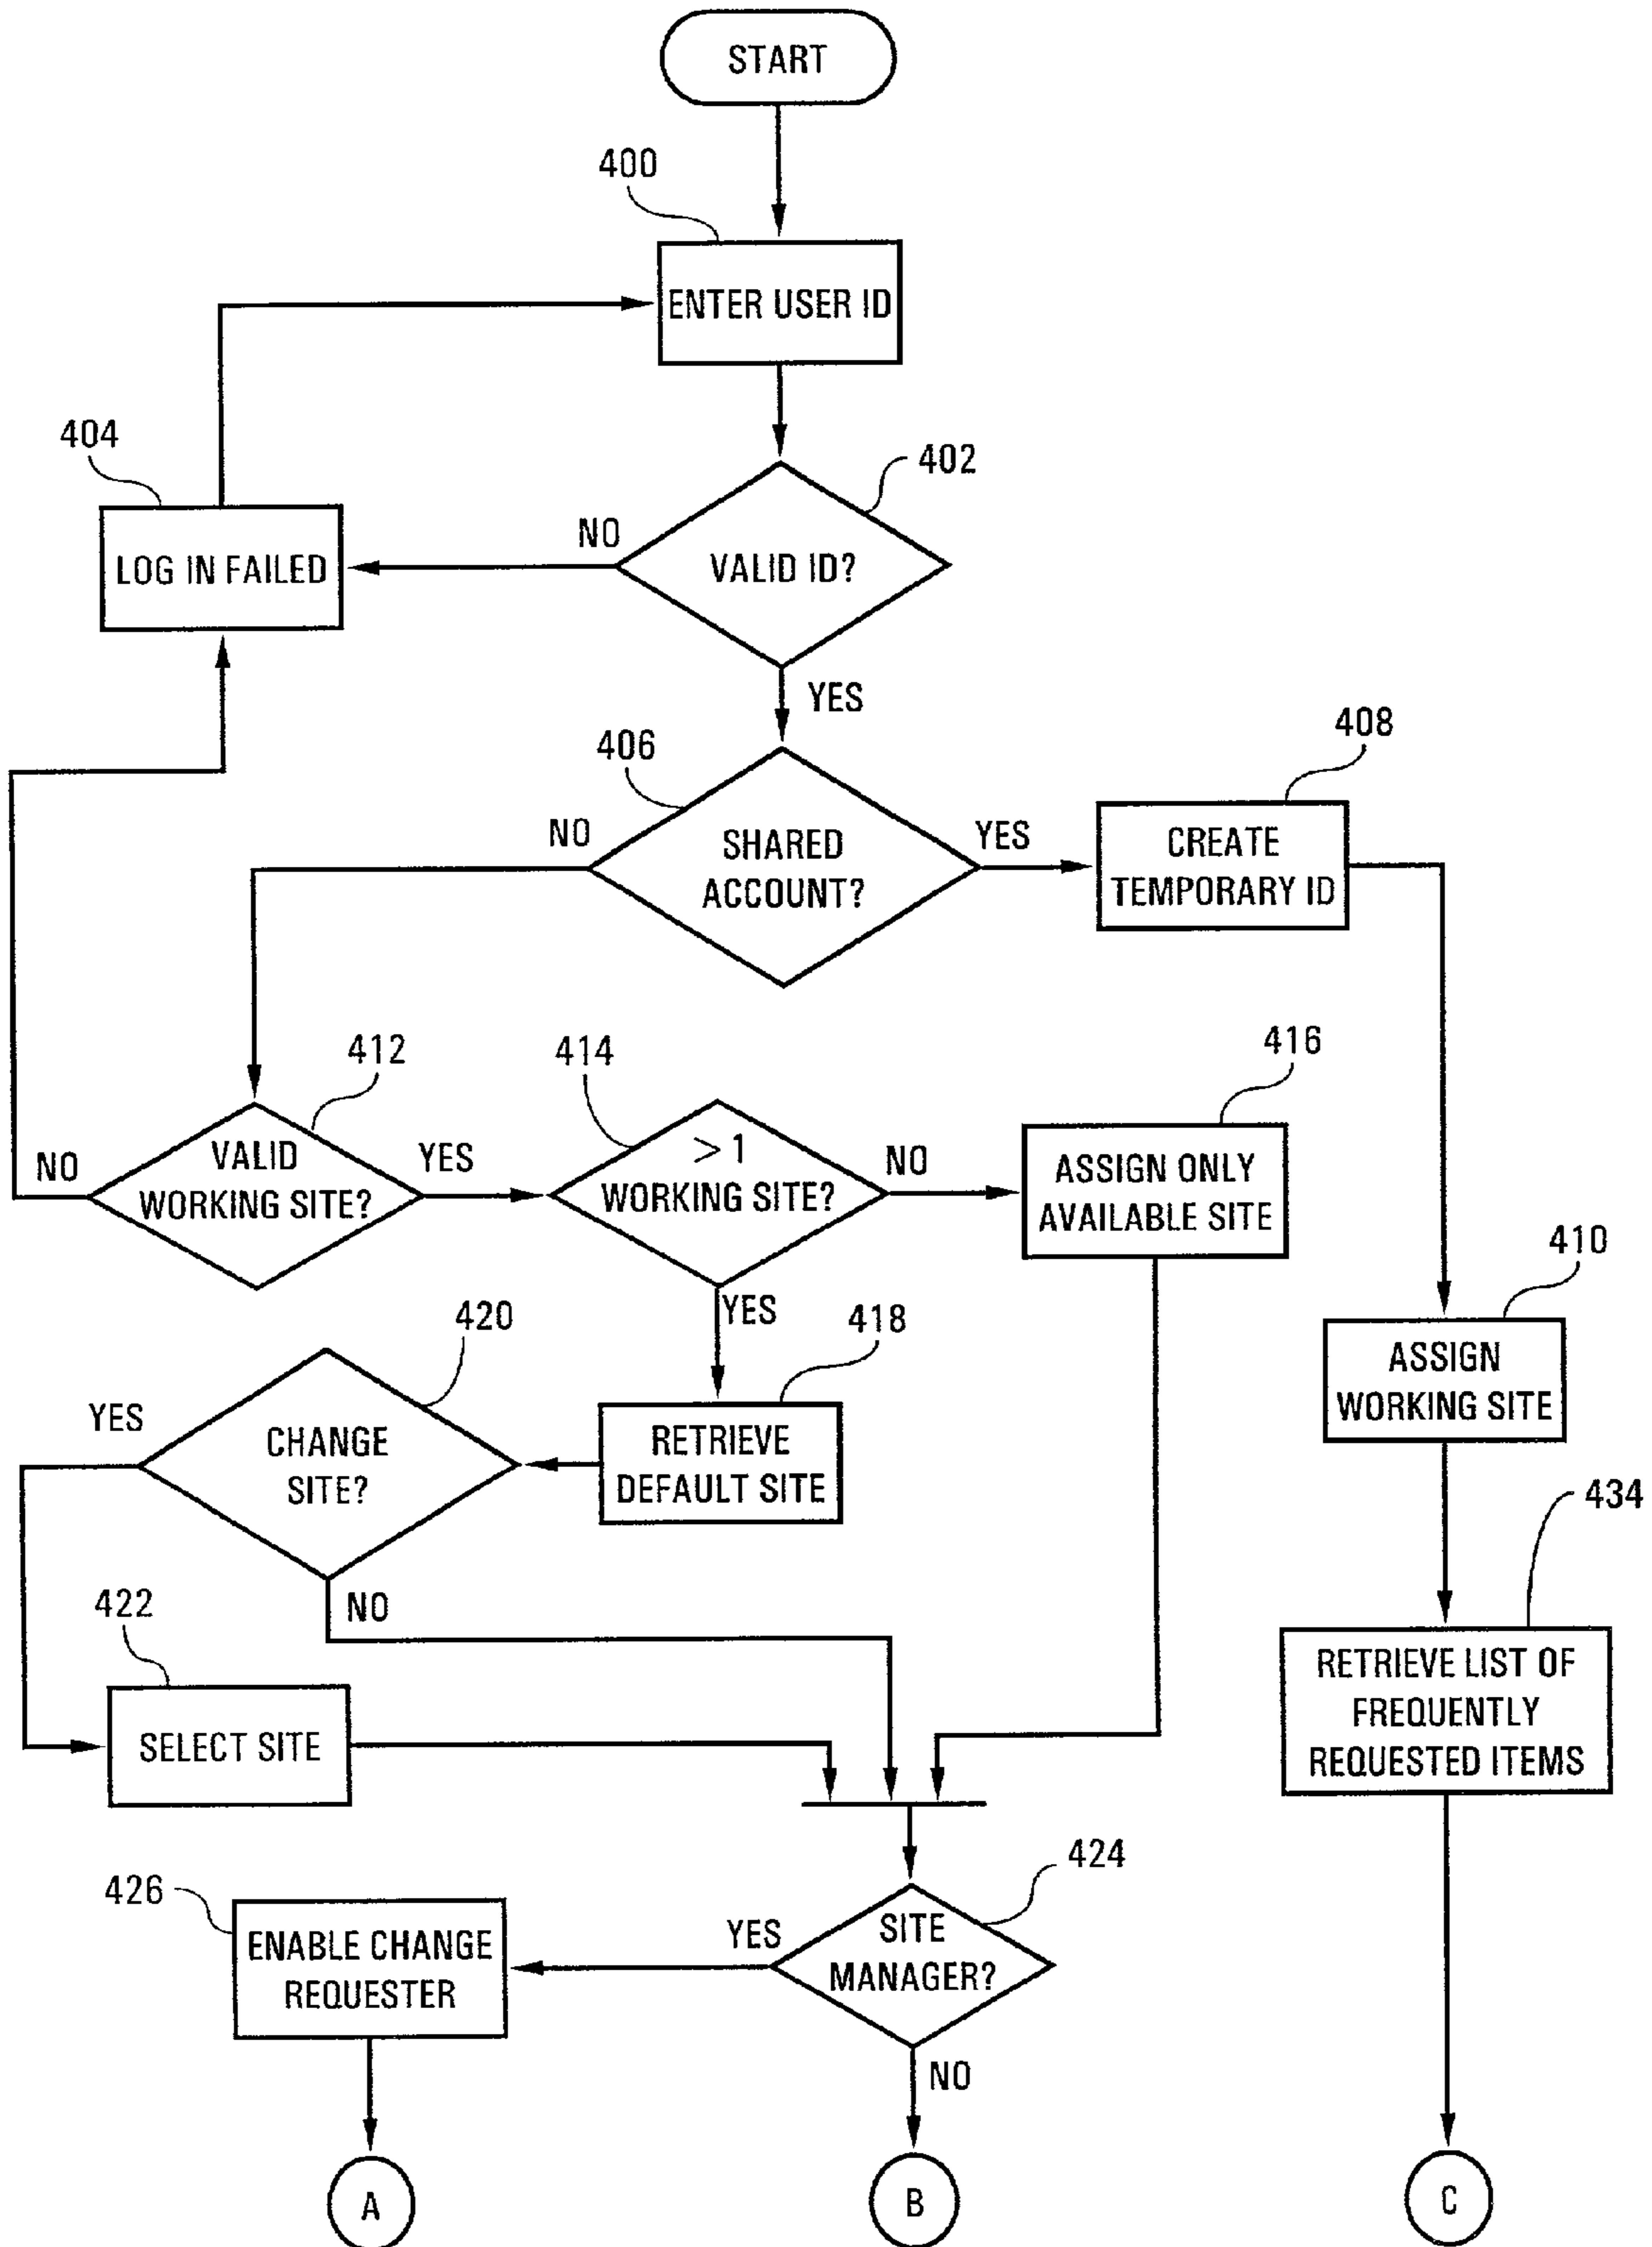 START
400
ENTER USER ID
404
402
LOG IN FAILED
NO
VALID ID?
YES
406
408
NO
SHARED
ACCOUNT?
YES
CREATE
TEMPORARY ID
412
414
416
NO
VALID
WORKING SITE?
YES
> 1
WORKING SITE?
NO
ASSIGN ONLY
AVAILABLE SITE
410
YES
420
418
ASSIGN
WORKING SITE
YES
CHANGE
SITE?
RETRIEVE
DEFAULT SITE
434
422
NO
SELECT SITE
RETRIEVE LIST OF
FREQUENTLY
REQUESTED ITEMS
424
426
ENABLE CHANGE
REQUESTER
YES
SITE
MANAGER?
NO
A
B
C